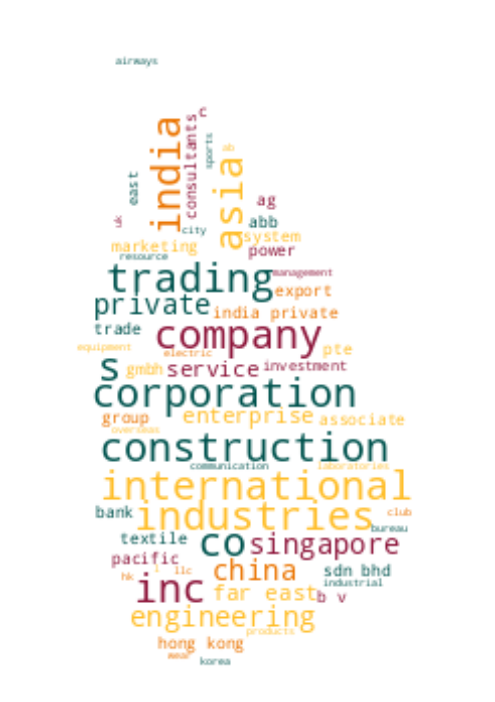 airways
c
india
consultants
sports
asia
ab
east
ag
uk
abb
city
system
marketing
power
resource
management
trading
export
private
india private
trade
company
equipment
electric
pte
s
gmbh
service
investment
corporation
group
enterprise
associate
overseas
construction
communication
laboratories
international
bank
industries
club
bureau
textile
co
singapore
pacific
hk
l
llc
china
sdn bhd
industrial
inc
far east
b v
engineering
products
hong kong
wear
korea